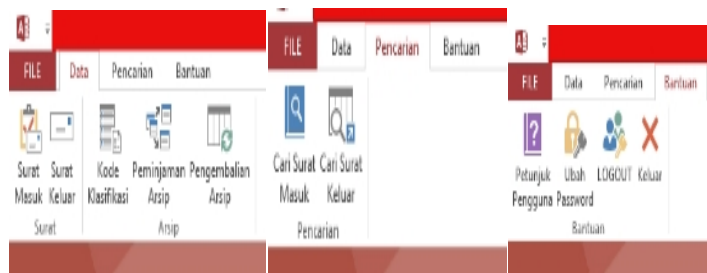 FILE Data Pencarian Bantuan
Surat Masuk
Surat Keluar
Kode Klasifikasi
Peminjaman Arsip
Pengembalian Arsip
Surat
Arsip
FILE Data Pencarian Bantuan
Cari Surat Masuk
Cari Surat Keluar
Pencarian
FILE Data Pencarian Bantuan
Petunjuk Pengguna
Ubah Password
LOGOUT
Keluar
Bantuan